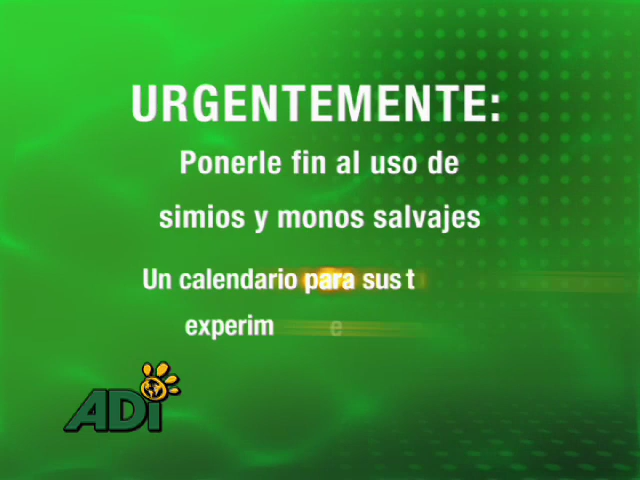 URGENTEMENTE:
Ponerle fin al uso de
simios y monos salvajes
Un calendario para sus t
experim e
ADI